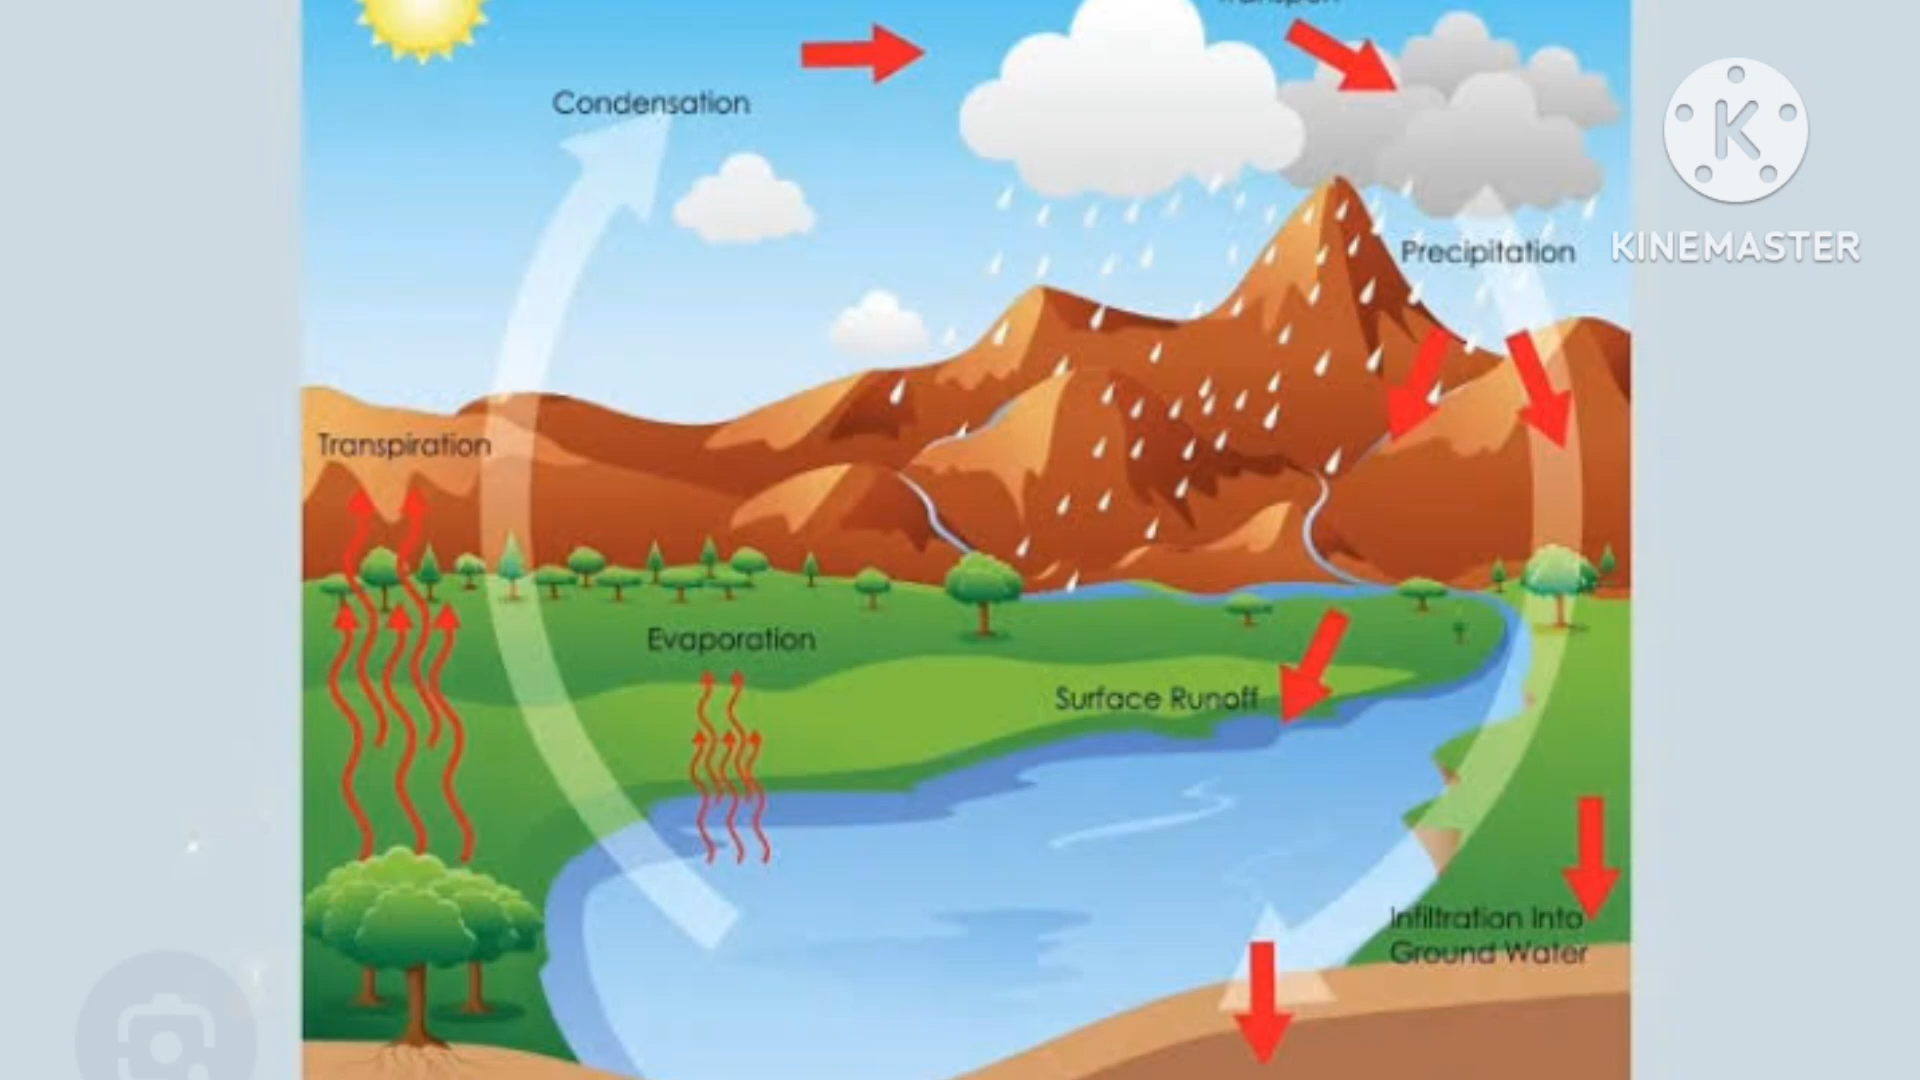 Condensation
K
KINEMASTER
Precipitation
Transpiration
Evaporation
Surface Runoff
Infiltration Into
Ground Water